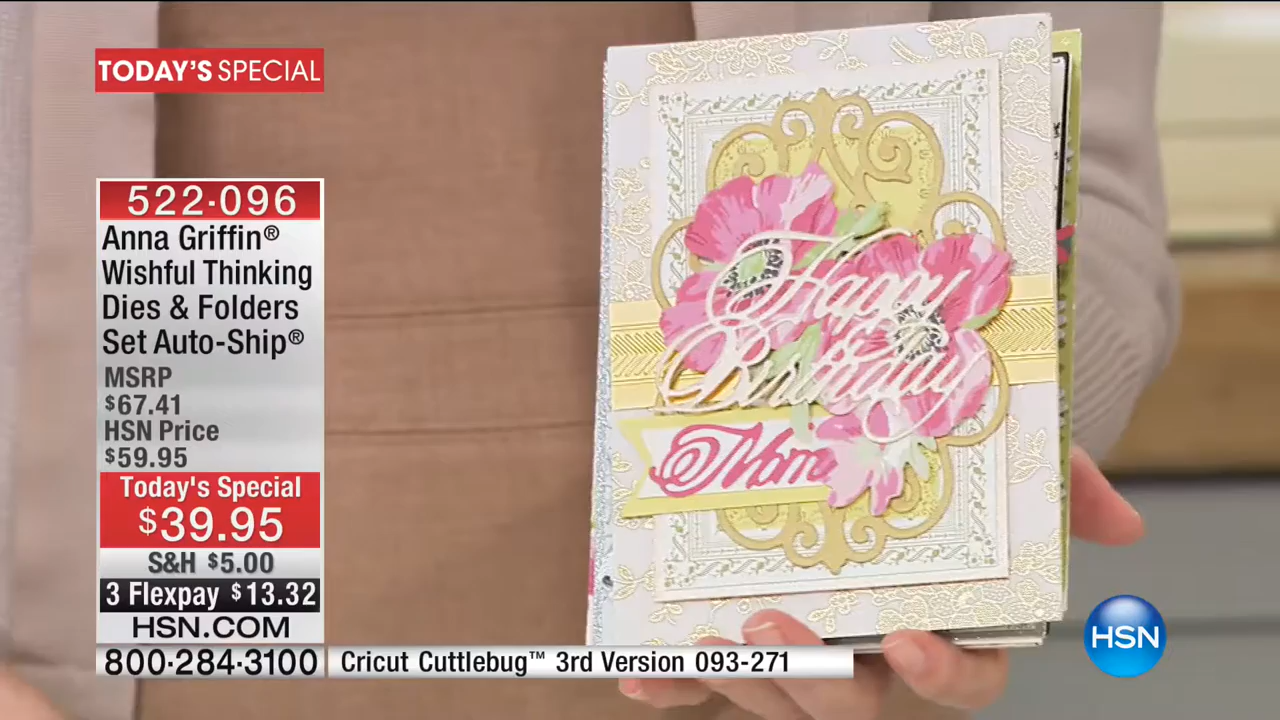 TODAY'S SPECIAL
522-096
Anna Griffin®
Wishful Thinking
Dies & Folders
Set Auto-Ship®
MSRP
$67.41
HSN Price
$59.95
Today's Special
$39.95
S&H $5.00
3 Flexpay $13.32
HSN.COM
800-284-3100
Cricut Cuttlebug™ 3rd Version 093-271
Happy
Birthday
Mom
HSN